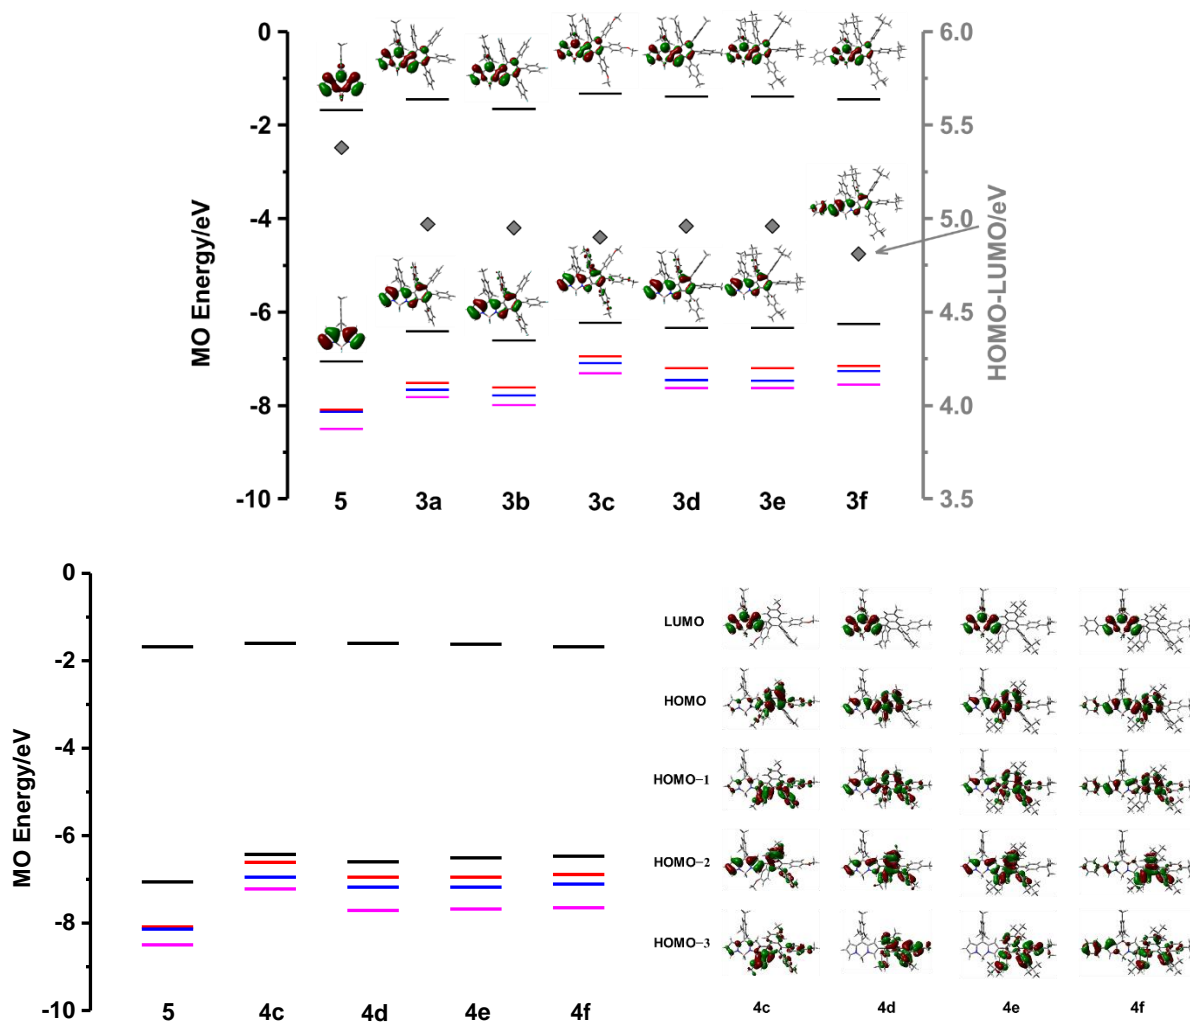 0
-2
-4
-6
-8
-10
MO Energy/eV
6.0
5.5
5.0
4.5
4.0
3.5
HOMO-LUMO/eV
5 3a 3b 3c 3d 3e 3f
0
-2
-4
-6
-8
-10
MO Energy/eV
5 4c 4d 4e 4f
LUMO
HOMO
HOMO−1
HOMO−2
HOMO−3
4c 4d 4e 4f